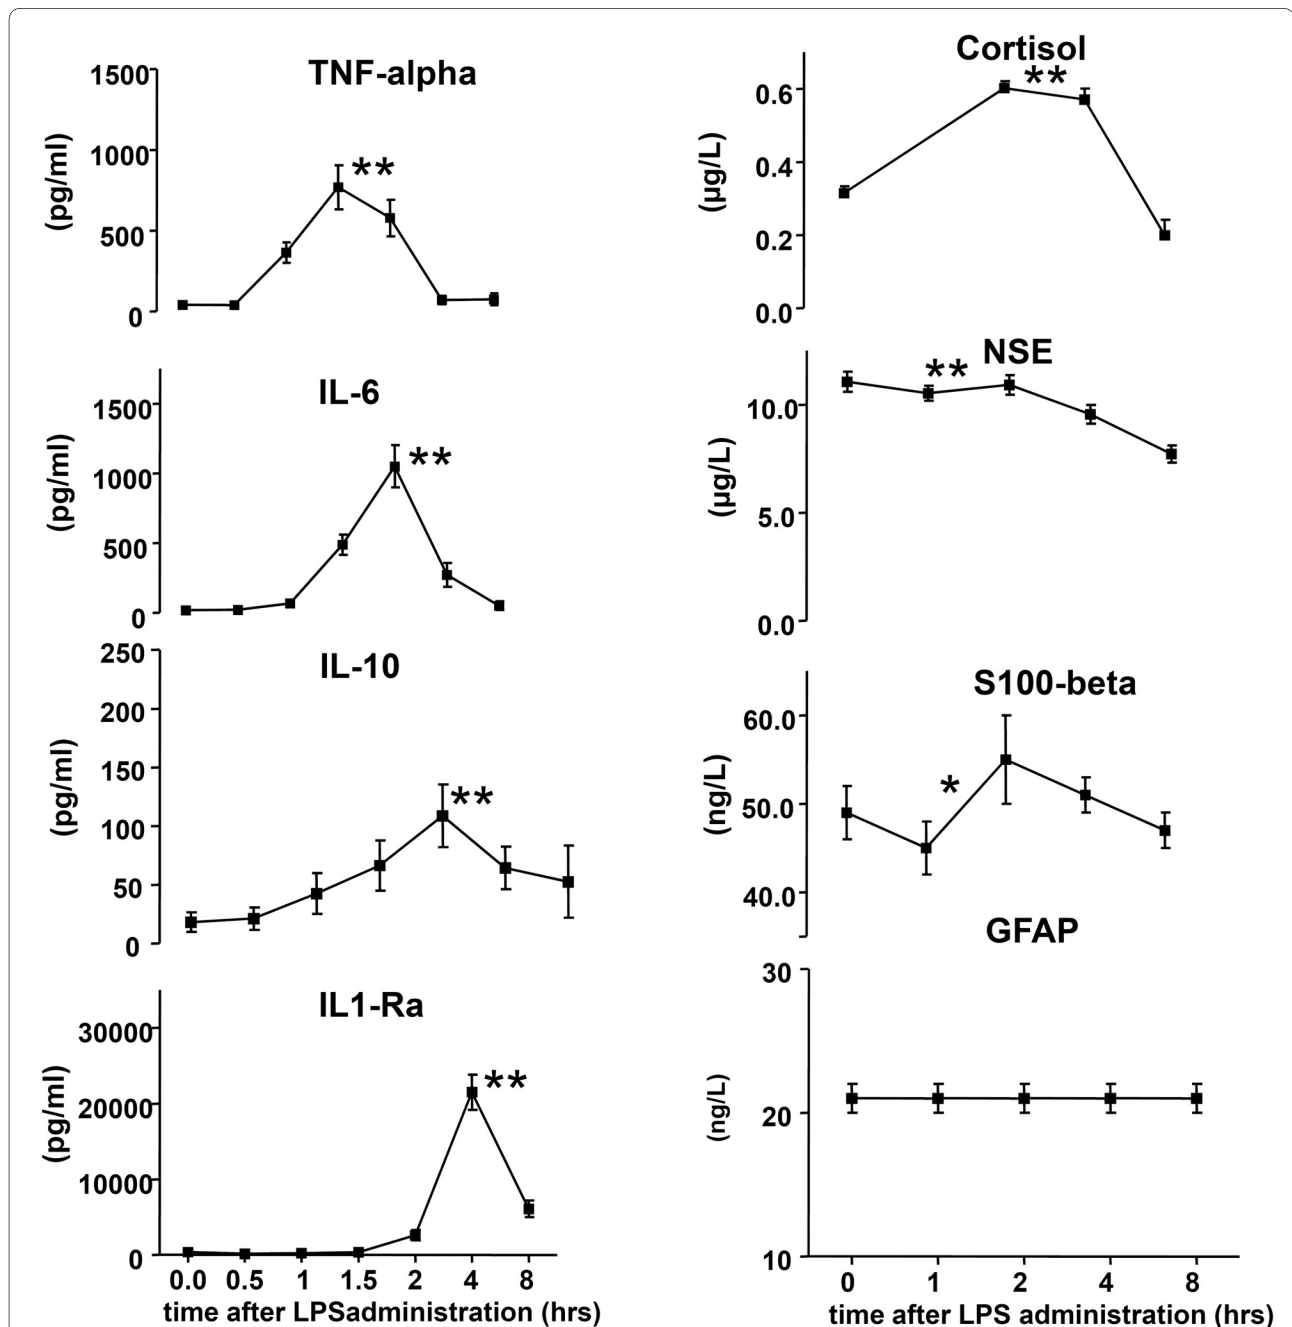 TNF-alpha
(pg/ml)
1500
1000
500
0
**
IL-6
(pg/ml)
1500
1000
500
0
**
IL-10
(pg/ml)
250
200
150
100
50
0
**
IL1-Ra
(pg/ml)
30000
20000
10000
0
**
0.0 0.5 1 1.5 2 4 8
time after LPSadministration (hrs)
Cortisol
(µg/L)
0.6
0.4
0.2
0.0
**
NSE
(µg/L)
10.0
5.0
0.0
**
S100-beta
(ng/L)
60.0
50.0
40.0
*
GFAP
(ng/L)
30
20
10
0 1 2 4 8
time after LPS administration (hrs)